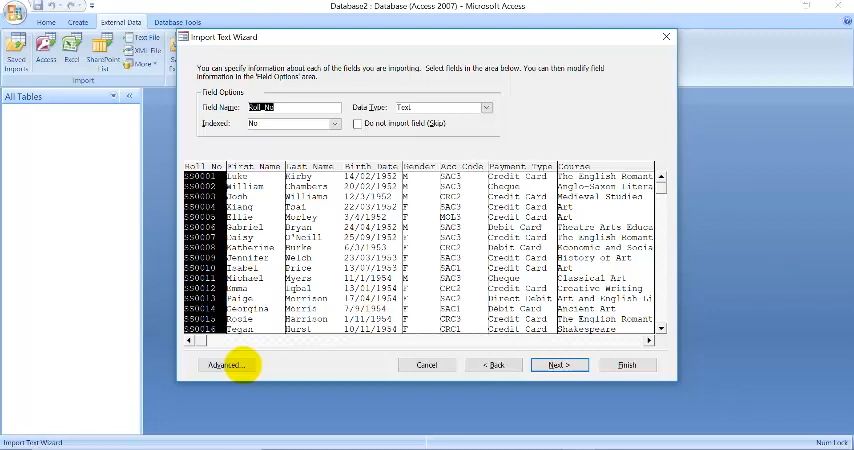 Database2 : Database (Access 2007) - Microsoft Access
Home Create External Data Database Tools
Saved Imports
Access
Excel
SharePoint List
Text File
XML File
More
Import
All Tables
Import Text Wizard
You can specify information about each of the fields you are importing. Select fields in the area below. You can then modify field
information in the 'Field Options' area.
Field Options
Field Name: Roll_No Data Type: Text
Indexed: No Do not import field (Skip)
Roll No First Name Last Name Birth Date Gender Acc Code Payment Type Course
SS0001 Luke Kirby 14/02/1952 M SAC3 Credit Card The English Romant
SS0002 William Chambers 20/02/1952 M SAC3 Cheque Anglo-Saxon Litera
SS0003 Josh Williams 12/3/1952 M CRC2 Credit Card Medieval Studies
SS0004 Xiang Tsai 22/03/1952 F SAC3 Credit Card Art
SS0005 Ellie Morley 3/4/1952 F MOL3 Credit Card Art
SS0006 Gabriel Bryan 24/04/1952 M SAC3 Debit Card Theatre Arts Educa
SS0007 Daisy O'Neill 25/09/1952 F SAC3 Credit Card The English Romant
SS0008 Katherine Burke 6/3/1953 F CRC2 Debit Card Economic and Socia
SS0009 Jennifer Welch 23/03/1953 F SAC3 Credit Card History of Art
SS0010 Isabel Price 13/07/1953 F SAC1 Credit Card Art
SS0011 Michael Myers 11/1/1954 M SAC3 Cheque Classical Art
SS0012 Emma Iqbal 13/01/1954 F CRC2 Credit Card Creative Writing
SS0013 Paige Morrison 17/04/1954 F SAC2 Direct Debit Art and English Li
SS0014 Georgina Morris 7/9/1954 F SAC1 Debit Card Ancient Art
SS0015 Rosie Harrison 1/11/1954 F CRC3 Credit Card The English Romant
SS0016 Tegan Hurst 10/11/1954 F CRC1 Credit Card Shakespeare
Advanced... Cancel < Back Next > Finish
Import Text Wizard Num Lock